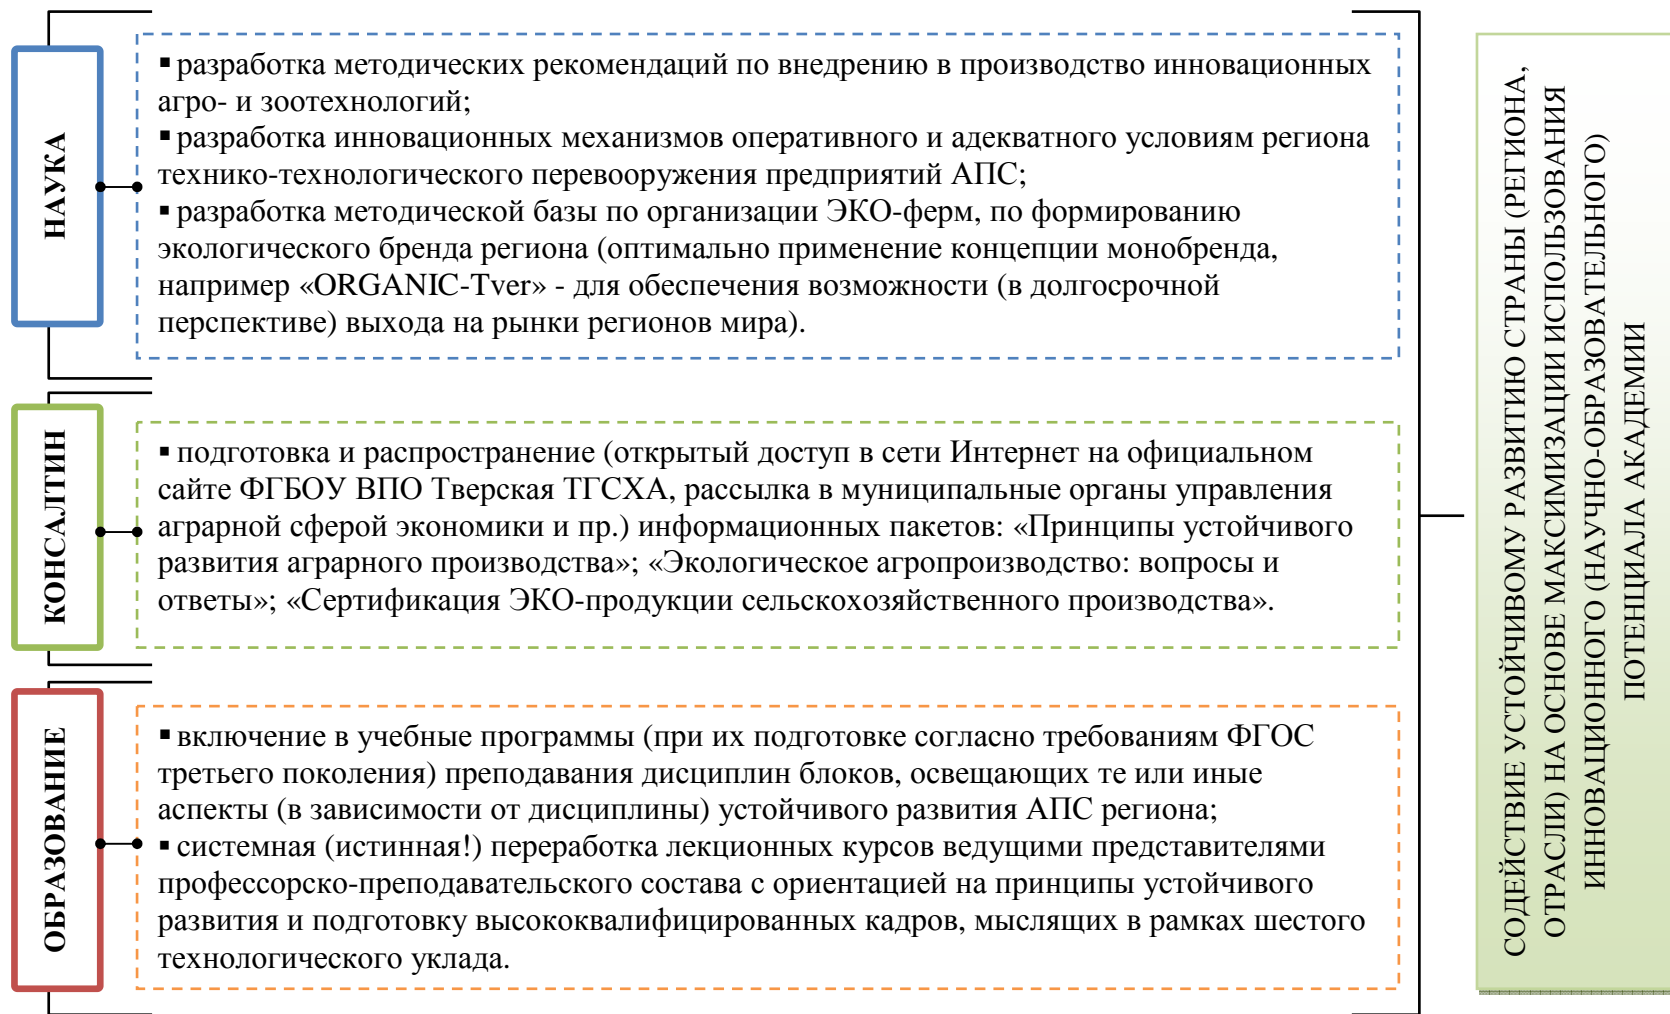 НАУКА
▪ разработка методических рекомендаций по внедрению в производство инновационных
агро- и зоотехнологий;
▪ разработка инновационных механизмов оперативного и адекватного условиям региона
технико-технологического перевооружения предприятий АПС;
▪ разработка методической базы по организации ЭКО-ферм, по формированию
экологического бренда региона (оптимально применение концепции монобренда,
например «ORGANIC-Tver» - для обеспечения возможности (в долгосрочной
перспективе) выхода на рынки регионов мира).
КОНСАЛТИН
▪ подготовка и распространение (открытый доступ в сети Интернет на официальном
сайте ФГБОУ ВПО Тверская ТГСХА, рассылка в муниципальные органы управления
аграрной сферой экономики и пр.) информационных пакетов: «Принципы устойчивого
развития аграрного производства»; «Экологическое агропроизводство: вопросы и
ответы»; «Сертификация ЭКО-продукции сельскохозяйственного производства».
ОБРАЗОВАНИЕ
▪ включение в учебные программы (при их подготовке согласно требованиям ФГОС
третьего поколения) преподавания дисциплин блоков, освещающих те или иные
аспекты (в зависимости от дисциплины) устойчивого развития АПС региона;
▪ системная (истинная!) переработка лекционных курсов ведущими представителями
профессорско-преподавательского состава с ориентацией на принципы устойчивого
развития и подготовку высококвалифицированных кадров, мыслящих в рамках шестого
технологического уклада.
СОДЕЙСТВИЕ УСТОЙЧИВОМУ РАЗВИТИЮ СТРАНЫ (РЕГИОНА,
ОТРАСЛИ) НА ОСНОВЕ МАКСИМИЗАЦИИ ИСПОЛЬЗОВАНИЯ
ИННОВАЦИОННОГО (НАУЧНО-ОБРАЗОВАТЕЛЬНОГО)
ПОТЕНЦИАЛА АКАДЕМИИ